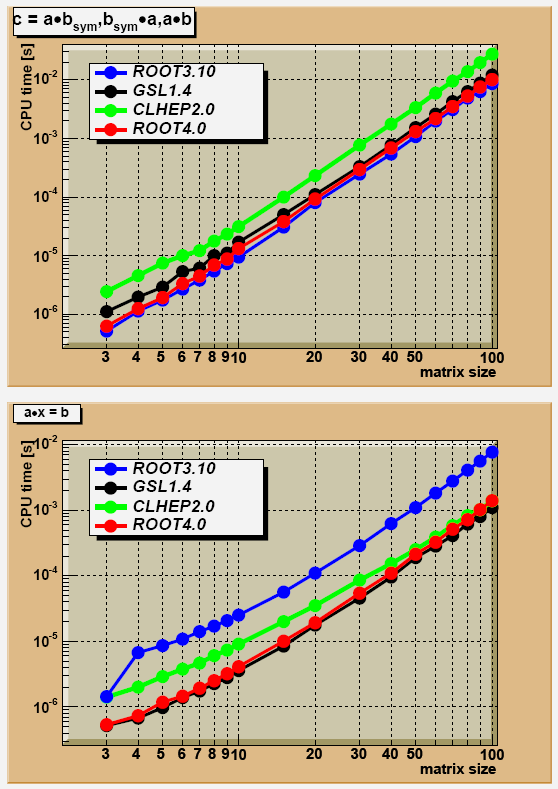 c = a•b_sym,b_sym•a,a•b
CPU time [s]
ROOT3.10
GSL1.4
CLHEP2.0
ROOT4.0
10^-2
10^-3
10^-4
10^-5
10^-6
3 4 5 6 7 8 9 10 20 30 40 50 100
matrix size
a•x = b
CPU time [s]
ROOT3.10
GSL1.4
CLHEP2.0
ROOT4.0
10^-2
10^-3
10^-4
10^-5
10^-6
3 4 5 6 7 8 9 10 20 30 40 50 100
matrix size